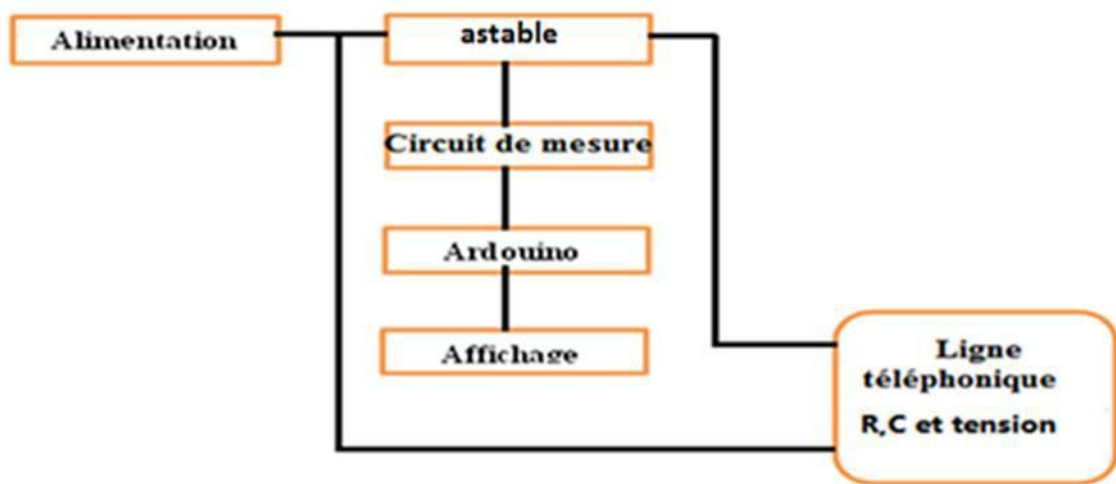 Alimentation
astable
Circuit de mesure
Ardouino
Affichage
Ligne
téléphonique
R,C et tension